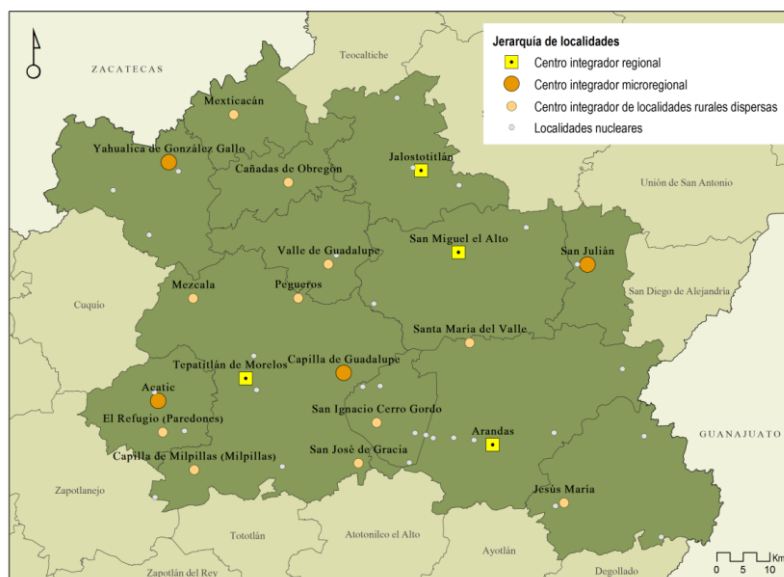 Jerarquía de localidades
Centro integrador regional
Centro integrador microregional
Centro integrador de localidades rurales dispersas
Localidades nucleares
ZACATECAS
Teocaltiche
Mexticacán
Yahualica de González Gallo
Jalostotitlán
Cañadas de Obregón
Unión de San Antonio
San Miguel el Alto
San Julián
Valle de Guadalupe
Mezcala
Pegueros
San Diego de Alejandría
Cuquío
Santa María del Valle
Tepatitlán de Morelos
Capilla de Guadalupe
Acatic
El Refugio (Paredones)
San Ignacio Cerro Gordo
Arandas
GUANAJUATO
Capilla de Milpillas (Milpillas)
San José de Gracia
Zapotlanejo
Jesús María
Tototlán
Atotonilco el Alto
Ayotlán
Zapotlán del Rey
Degollado
0 5 10
Km